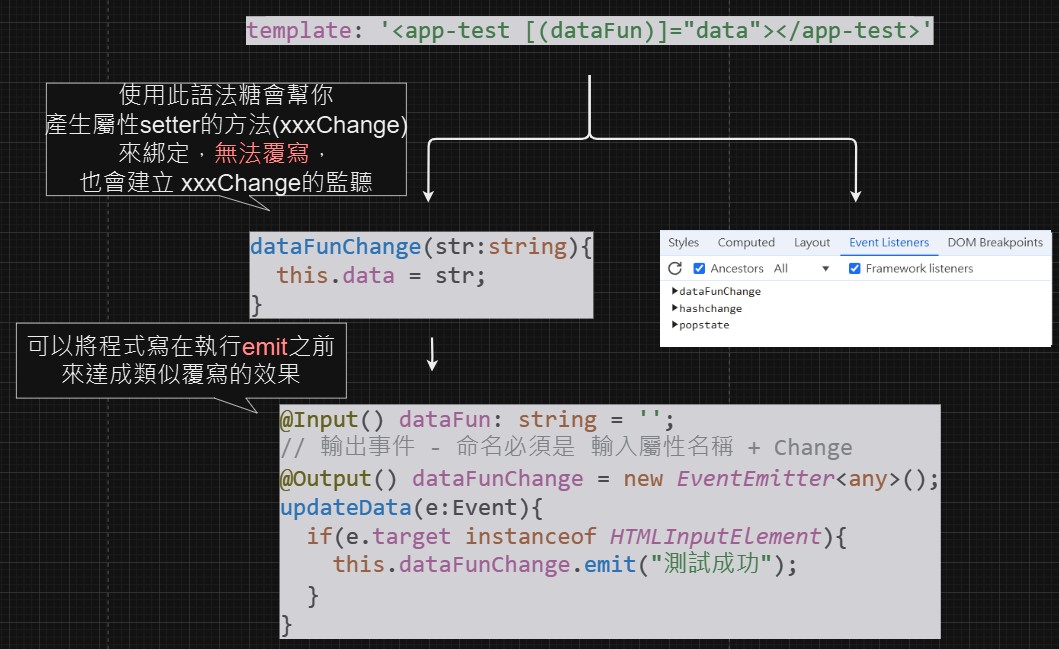 template: '<app-test [(dataFun)]="data"></app-test>'
使用此語法糖會幫你
產生屬性setter的方法(xxxChange)
來綁定，無法覆寫，
也會建立 xxxChange的監聽
dataFunChange(str:string){
this.data = str;
}
Styles Computed Layout Event Listeners DOM Breakpoints
Ancestors All Framework listeners
dataFunChange
hashchange
popstate
可以將程式寫在執行emit之前
來達成類似覆寫的效果
@Input() dataFun: string = '';
// 輸出事件 - 命名必須是 輸入屬性名稱 + Change
@Output() dataFunChange = new EventEmitter<any>();
updateData(e:Event){
if(e.target instanceof HTMLInputElement){
this.dataFunChange.emit("測試成功");
}
}